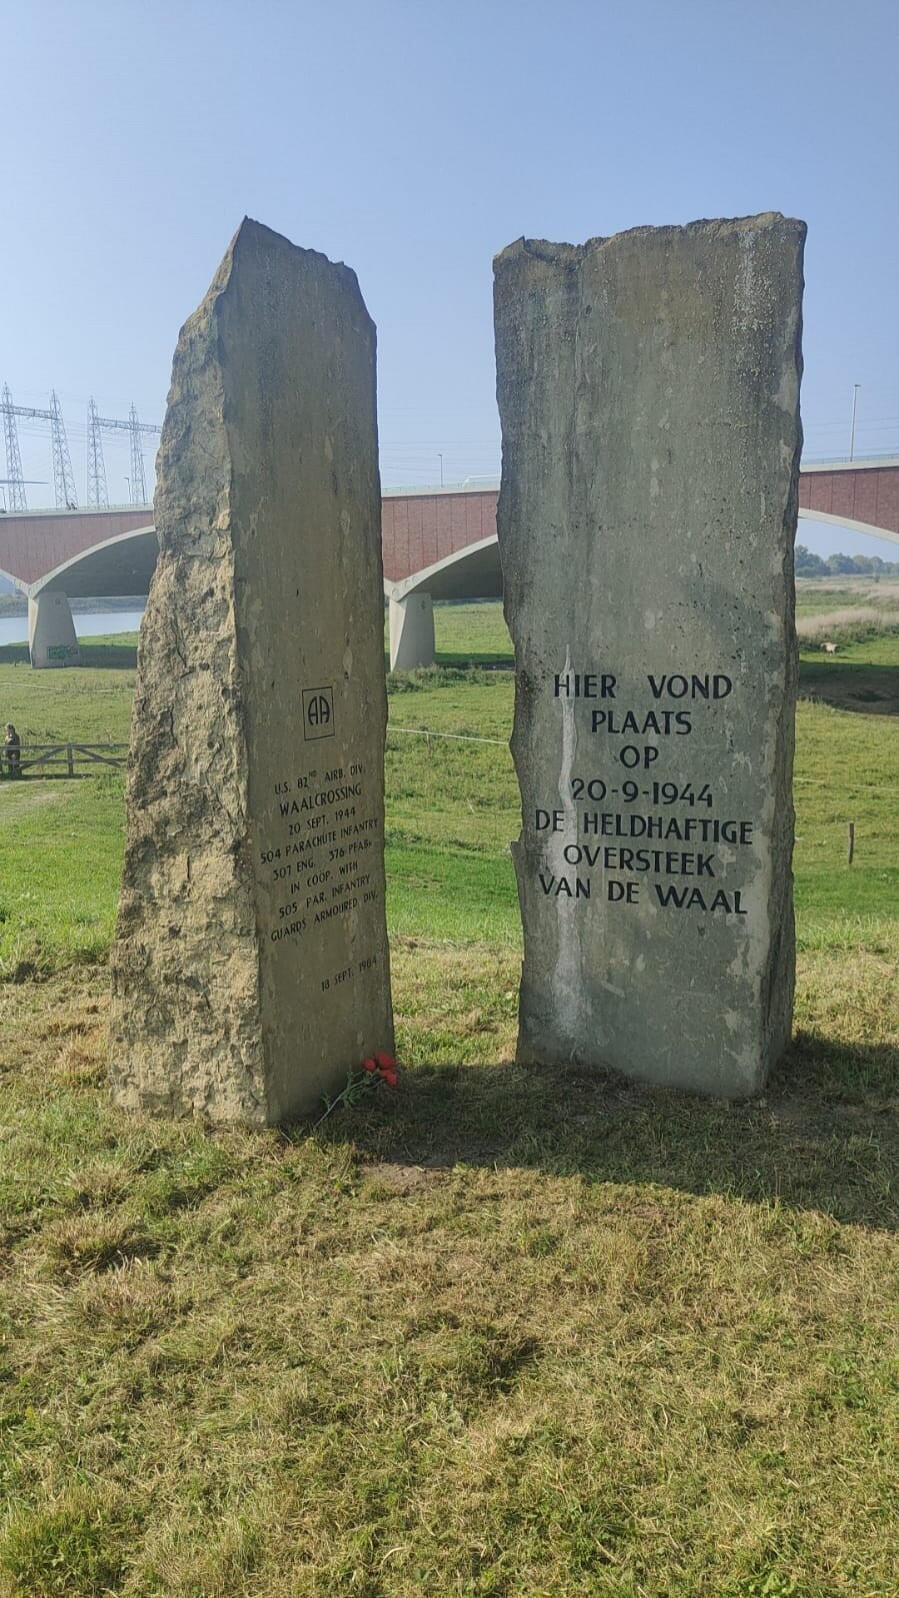 AA
U.S. 82ND AIRB. DIV.
WAALCROSSING
20 SEPT. 1944
504 PARACHUTE INFANTRY
307 ENG. 376 PFAB.
IN COOP. WITH
505 PAR. INFANTRY
GUARDS ARMOURED DIV.
18 SEPT. 1984
HIER VOND
PLAATS
OP
20-9-1944
DE HELDHAFTIGE
OVERSTEEK
VAN DE WAAL